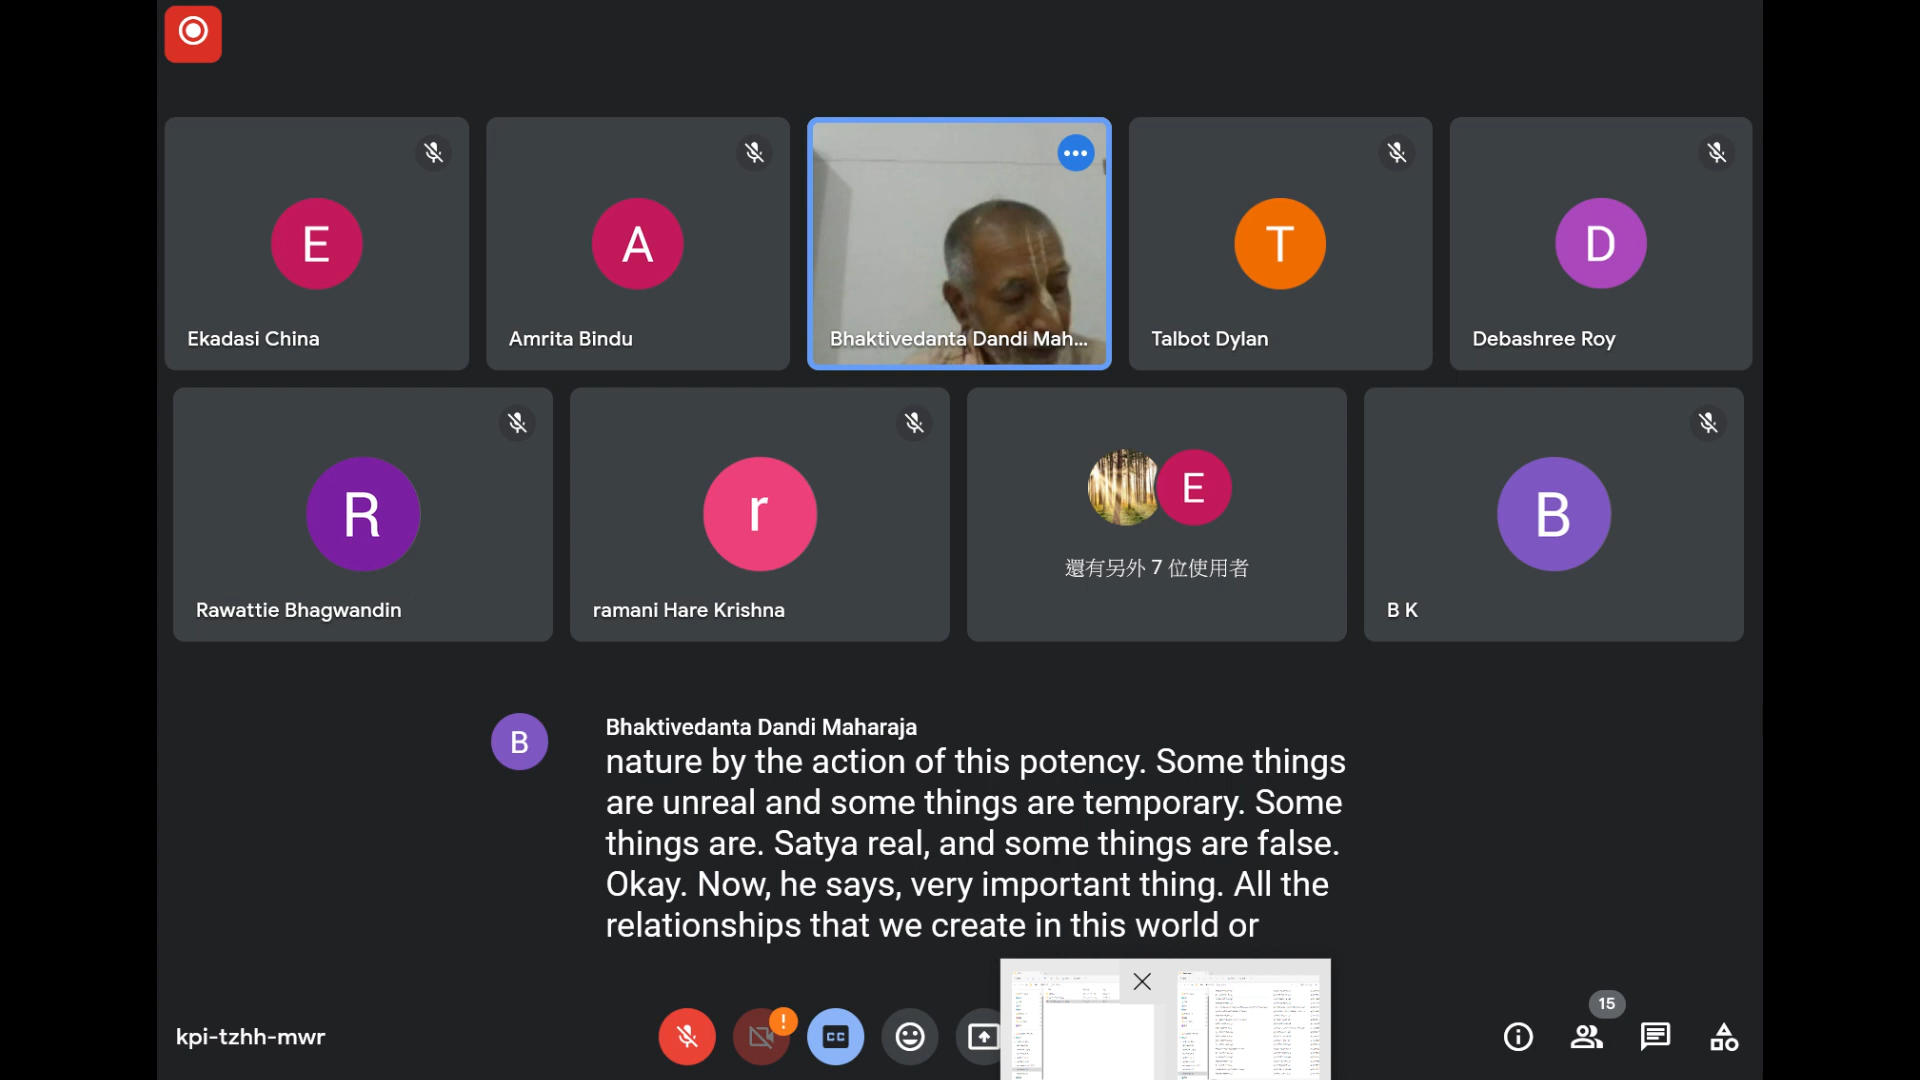 E
Ekadasi China
A
Amrita Bindu
Bhaktivedanta Dandi Mah...
T
Talbot Dylan
D
Debashree Roy
R
Rawattie Bhagwandin
r
ramani Hare Krishna
E
還有另外 7 位使用者
B
B K
B
Bhaktivedanta Dandi Maharaja
nature by the action of this potency. Some things
are unreal and some things are temporary. Some
things are. Satya real, and some things are false.
Okay. Now, he says, very important thing. All the
relationships that we create in this world or
kpi-tzhh-mwr
!
CC
15